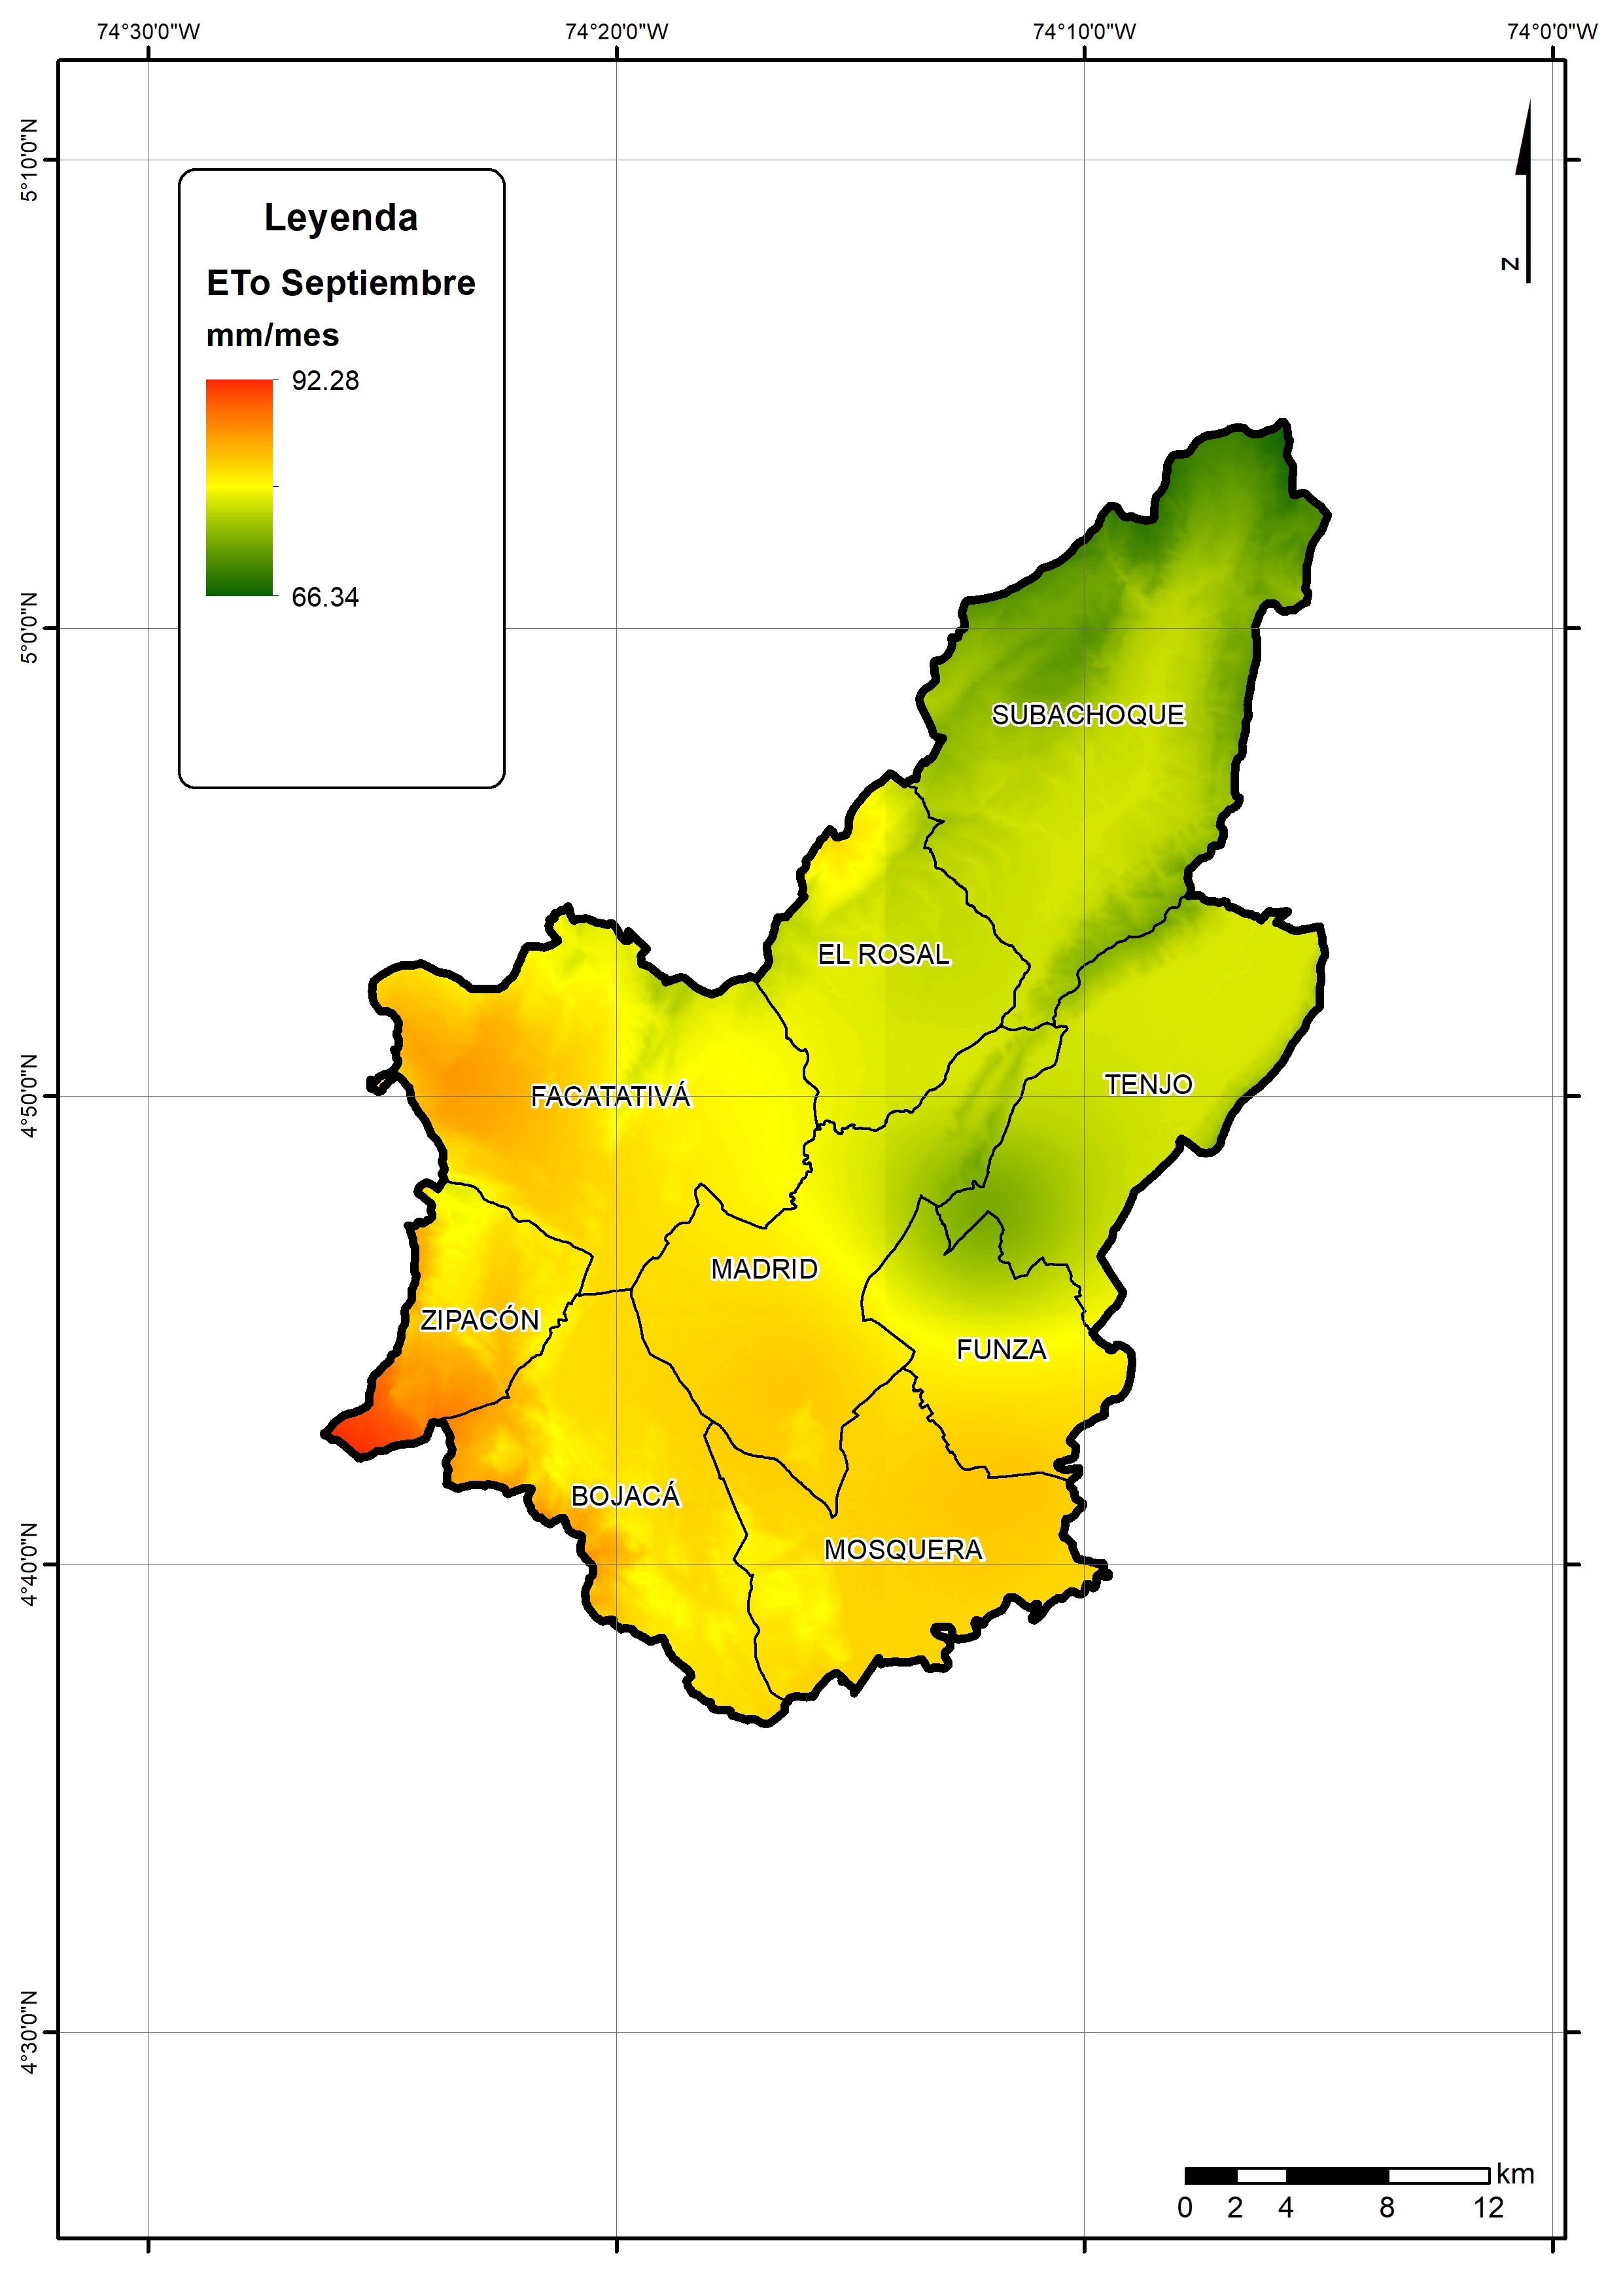 74°30'0"W 74°20'0"W 74°10'0"W 74°0'0"W
5°10'0"N
5°0'0"N
4°50'0"N
4°40'0"N
4°30'0"N
Leyenda
ETo Septiembre
mm/mes
92.28
66.34
N
SUBACHOQUE
EL ROSAL
TENJO
FACATATIVÁ
MADRID
ZIPACÓN
FUNZA
BOJACÁ
MOSQUERA
km
0 2 4 8 12